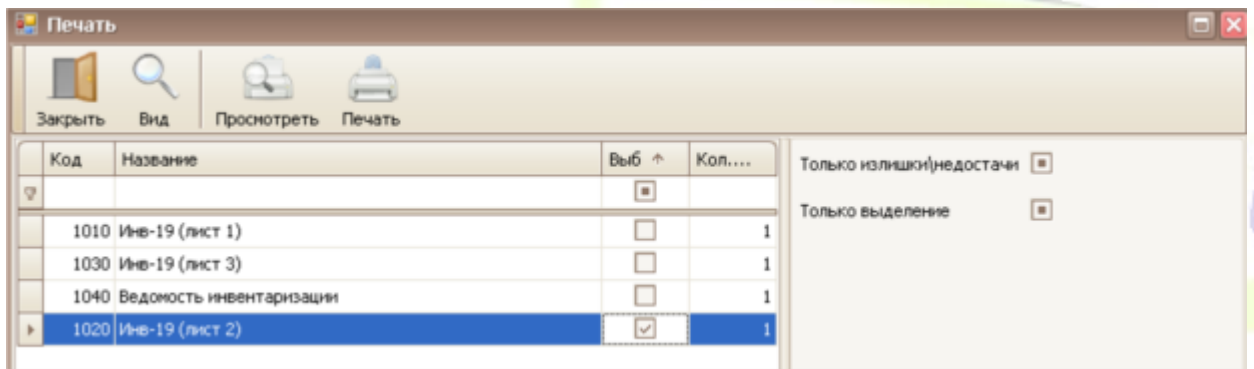 Печать
Закрыть Вид Просмотреть Печать
Код Название Выб Кол....
Только излишки\недостачи
Только выделение
1010 Инв-19 (лист 1) 1
1030 Инв-19 (лист 3) 1
1040 Ведомость инвентаризации 1
1020 Инв-19 (лист 2) 1